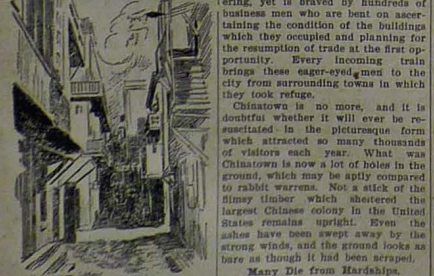 ering, yet is braved by hundreds of
business men who are bent on ascer-
taining the condition of the buildings
which they occupied and planning for
the resumption of trade at the first op-
portunity. Every incoming train
brings these eager-eyed men to the
city from surrounding towns in which
they took refuge.
Chinatown is no more, and it is
doubtful whether it will ever be re-
suscitated in the picturesque form
which attracted so many thousands
of visitors each year. What was
Chinatown is now a lot of holes in the
ground, which may be aptly compared
to rabbit warrens. Not a stick of the
flimsy timber which sheltered the
largest Chinese colony in the United
States remains upright. Even the
ashes have been swept away by the
strong winds, and the ground looks as
bare as though it had been scraped.
Many Die from Hardships.